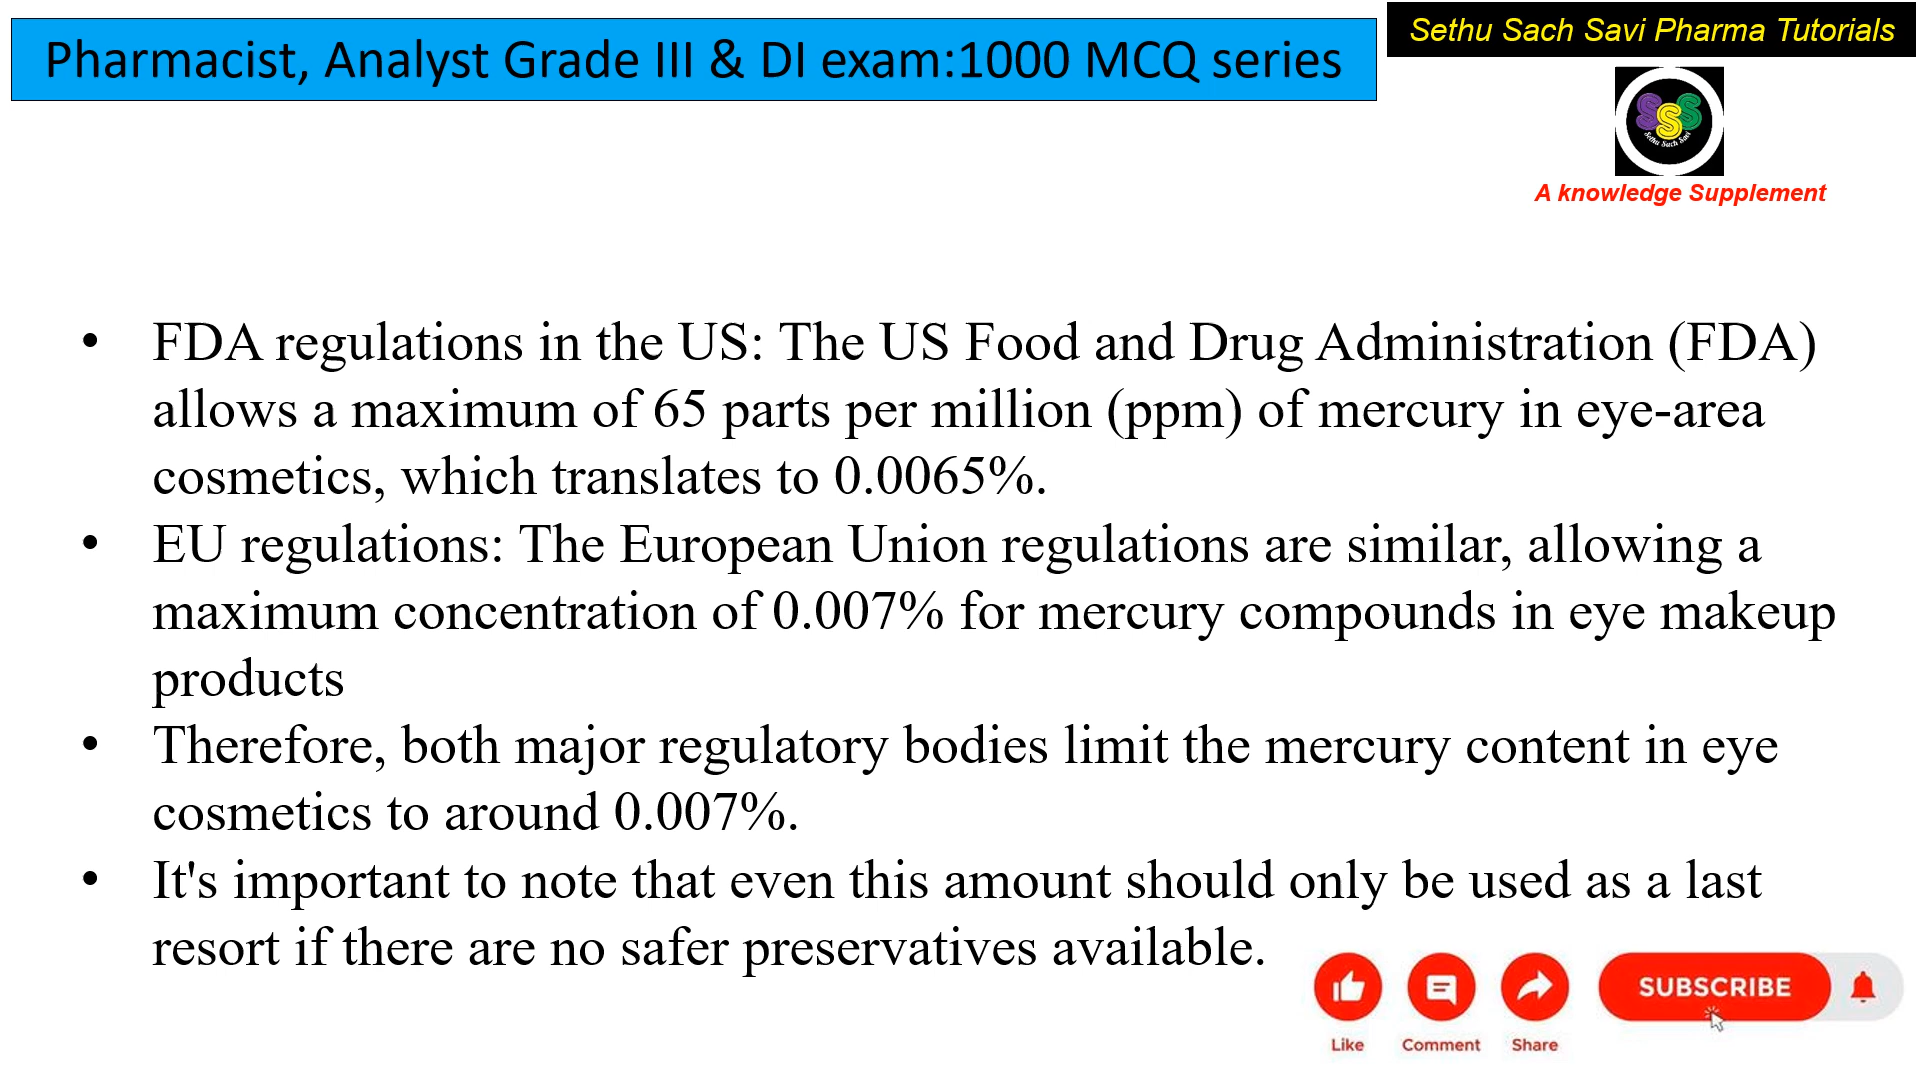 Pharmacist, Analyst Grade III & DI exam:1000 MCQ series
Sethu Sach Savi Pharma Tutorials
SSS
Sethu Sach Savi
A knowledge Supplement
• FDA regulations in the US: The US Food and Drug Administration (FDA)
allows a maximum of 65 parts per million (ppm) of mercury in eye-area
cosmetics, which translates to 0.0065%.
• EU regulations: The European Union regulations are similar, allowing a
maximum concentration of 0.007% for mercury compounds in eye makeup
products
• Therefore, both major regulatory bodies limit the mercury content in eye
cosmetics to around 0.007%.
• It's important to note that even this amount should only be used as a last
resort if there are no safer preservatives available.
SUBSCRIBE
Like
Comment
Share